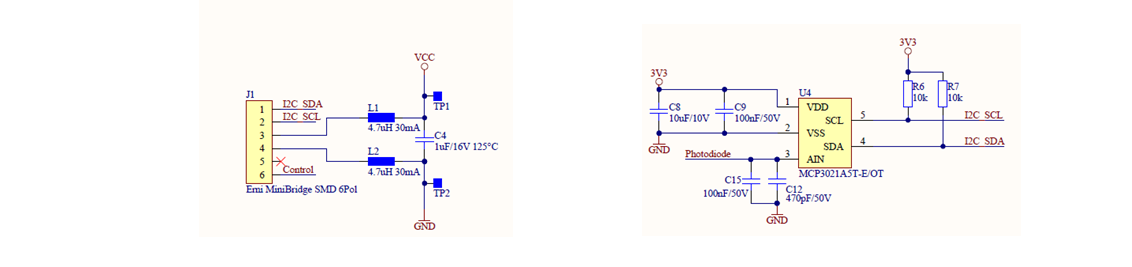 VCC
J1
1
I2C_SDA
2
I2C_SCL
3
4
5
6
Control
Erni MiniBridge SMD 6Pol
L1
4.7uH 30mA
L2
4.7uH 30mA
TP1
C4
1uF/16V 125°C
TP2
GND
3V3
C8
10uF/10V
C9
100nF/50V
GND
U4
1
VDD
2
VSS
3
AIN
SCL
5
SDA
4
MCP3021A5T-E/OT
Photodiode
C15
100nF/50V
C12
470pF/50V
GND
3V3
R6
10k
R7
10k
I2C_SCL
I2C_SDA